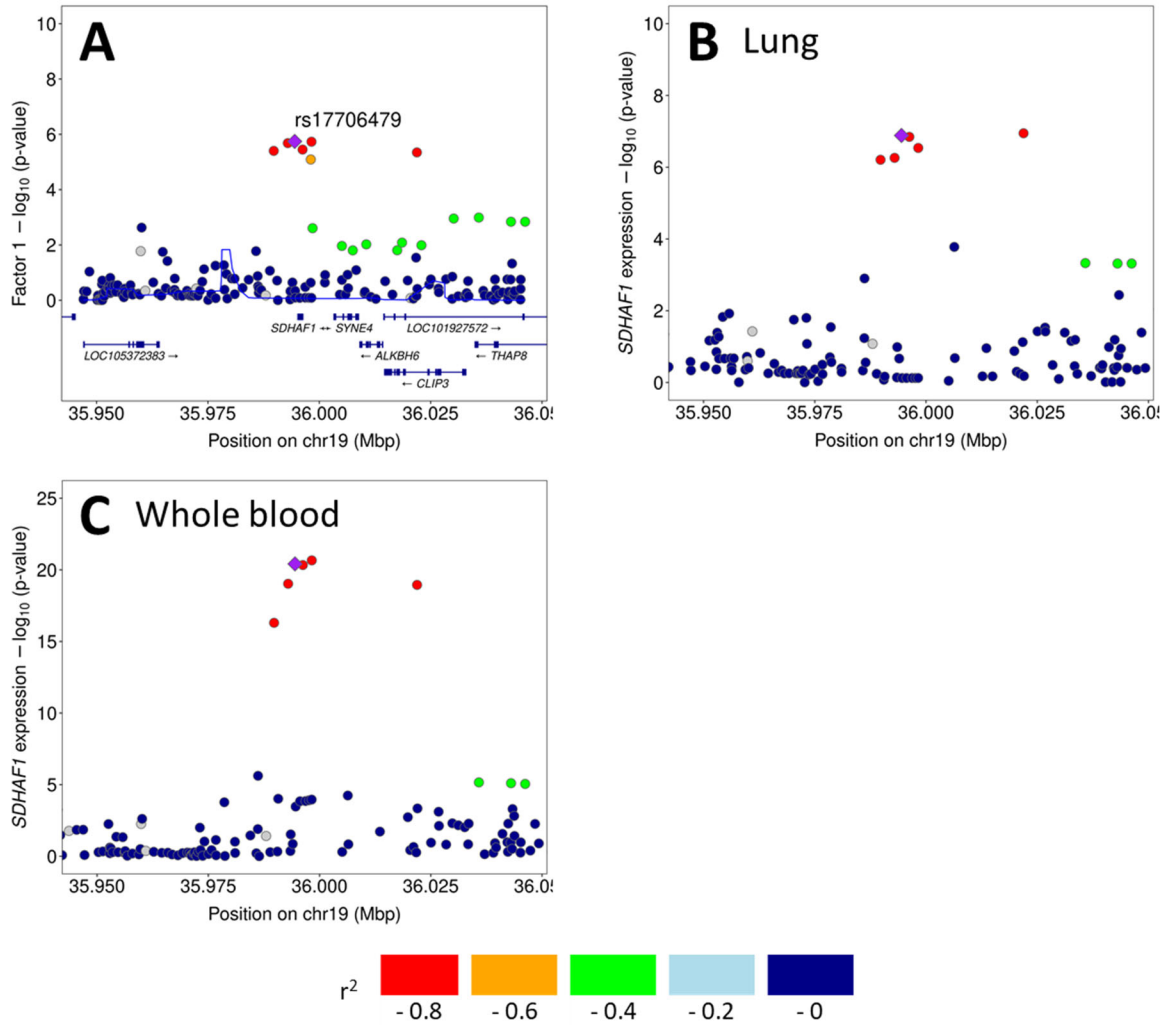 A
rs17706479
Factor 1 − log10 (p-value)
10
8
6
4
2
0
SDHAF1 ← SYNE4
LOC101927572 →
LOC105372383 →
← ALKBH6
← THAP8
← CLIP3
35.950 35.975 36.000 36.025 36.05
Position on chr19 (Mbp)
B Lung
SDHAF1 expression − log10 (p-value)
10
8
6
4
2
0
35.950 35.975 36.000 36.025 36.05
Position on chr19 (Mbp)
C Whole blood
SDHAF1 expression − log10 (p-value)
25
20
15
10
5
0
35.950 35.975 36.000 36.025 36.05
Position on chr19 (Mbp)
r2
- 0.8 - 0.6 - 0.4 - 0.2 - 0